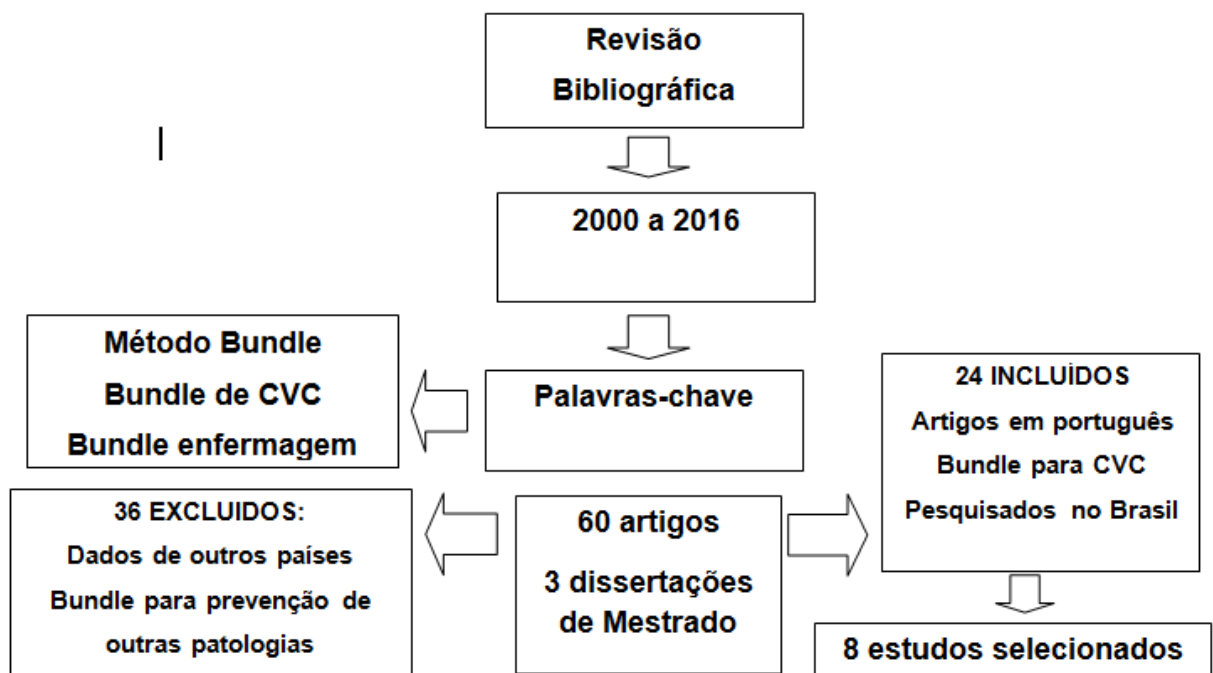 Revisão
Bibliográfica
2000 a 2016
Método Bundle
Bundle de CVC
Bundle enfermagem
Palavras-chave
24 INCLUÍDOS
Artigos em português
Bundle para CVC
Pesquisados no Brasil
36 EXCLUIDOS:
Dados de outros países
Bundle para prevenção de
outras patologias
60 artigos
3 dissertações
de Mestrado
8 estudos selecionados